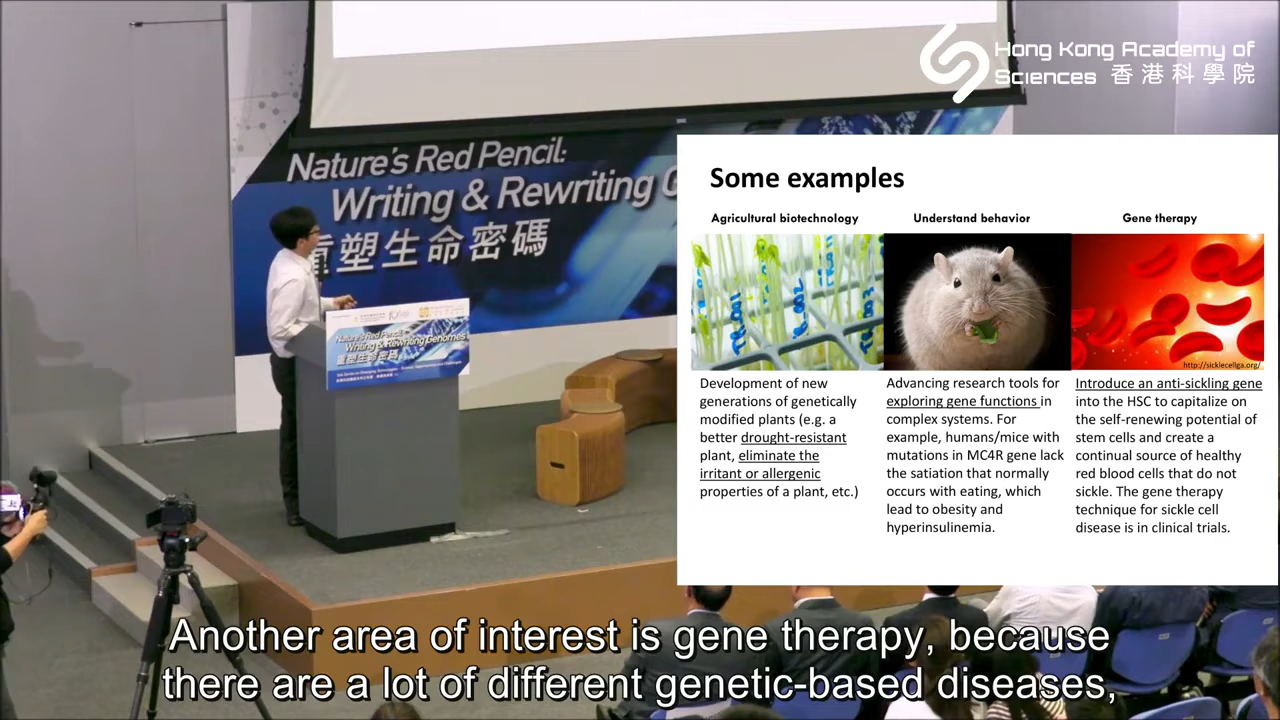 Hong Kong Academy of
Sciences 香港科學院
Nature's Red Pencil:
Writing & Rewriting G
重塑生命密碼
Nature's Red Pencil:
Writing & Rewriting Genomes
重塑生命密碼
Some examples
Agricultural biotechnology
Development of new
generations of genetically
modified plants (e.g. a
better drought-resistant
plant, eliminate the
irritant or allergenic
properties of a plant, etc.)
Understand behavior
Advancing research tools for
exploring gene functions in
complex systems. For
example, humans/mice with
mutations in MC4R gene lack
the satiation that normally
occurs with eating, which
lead to obesity and
hyperinsulinemia.
Gene therapy
http://sicklecellga.org/
Introduce an anti-sickling gene
into the HSC to capitalize on
the self-renewing potential of
stem cells and create a
continual source of healthy
red blood cells that do not
sickle. The gene therapy
technique for sickle cell
disease is in clinical trials.
Another area of interest is gene therapy, because
there are a lot of different genetic-based diseases,